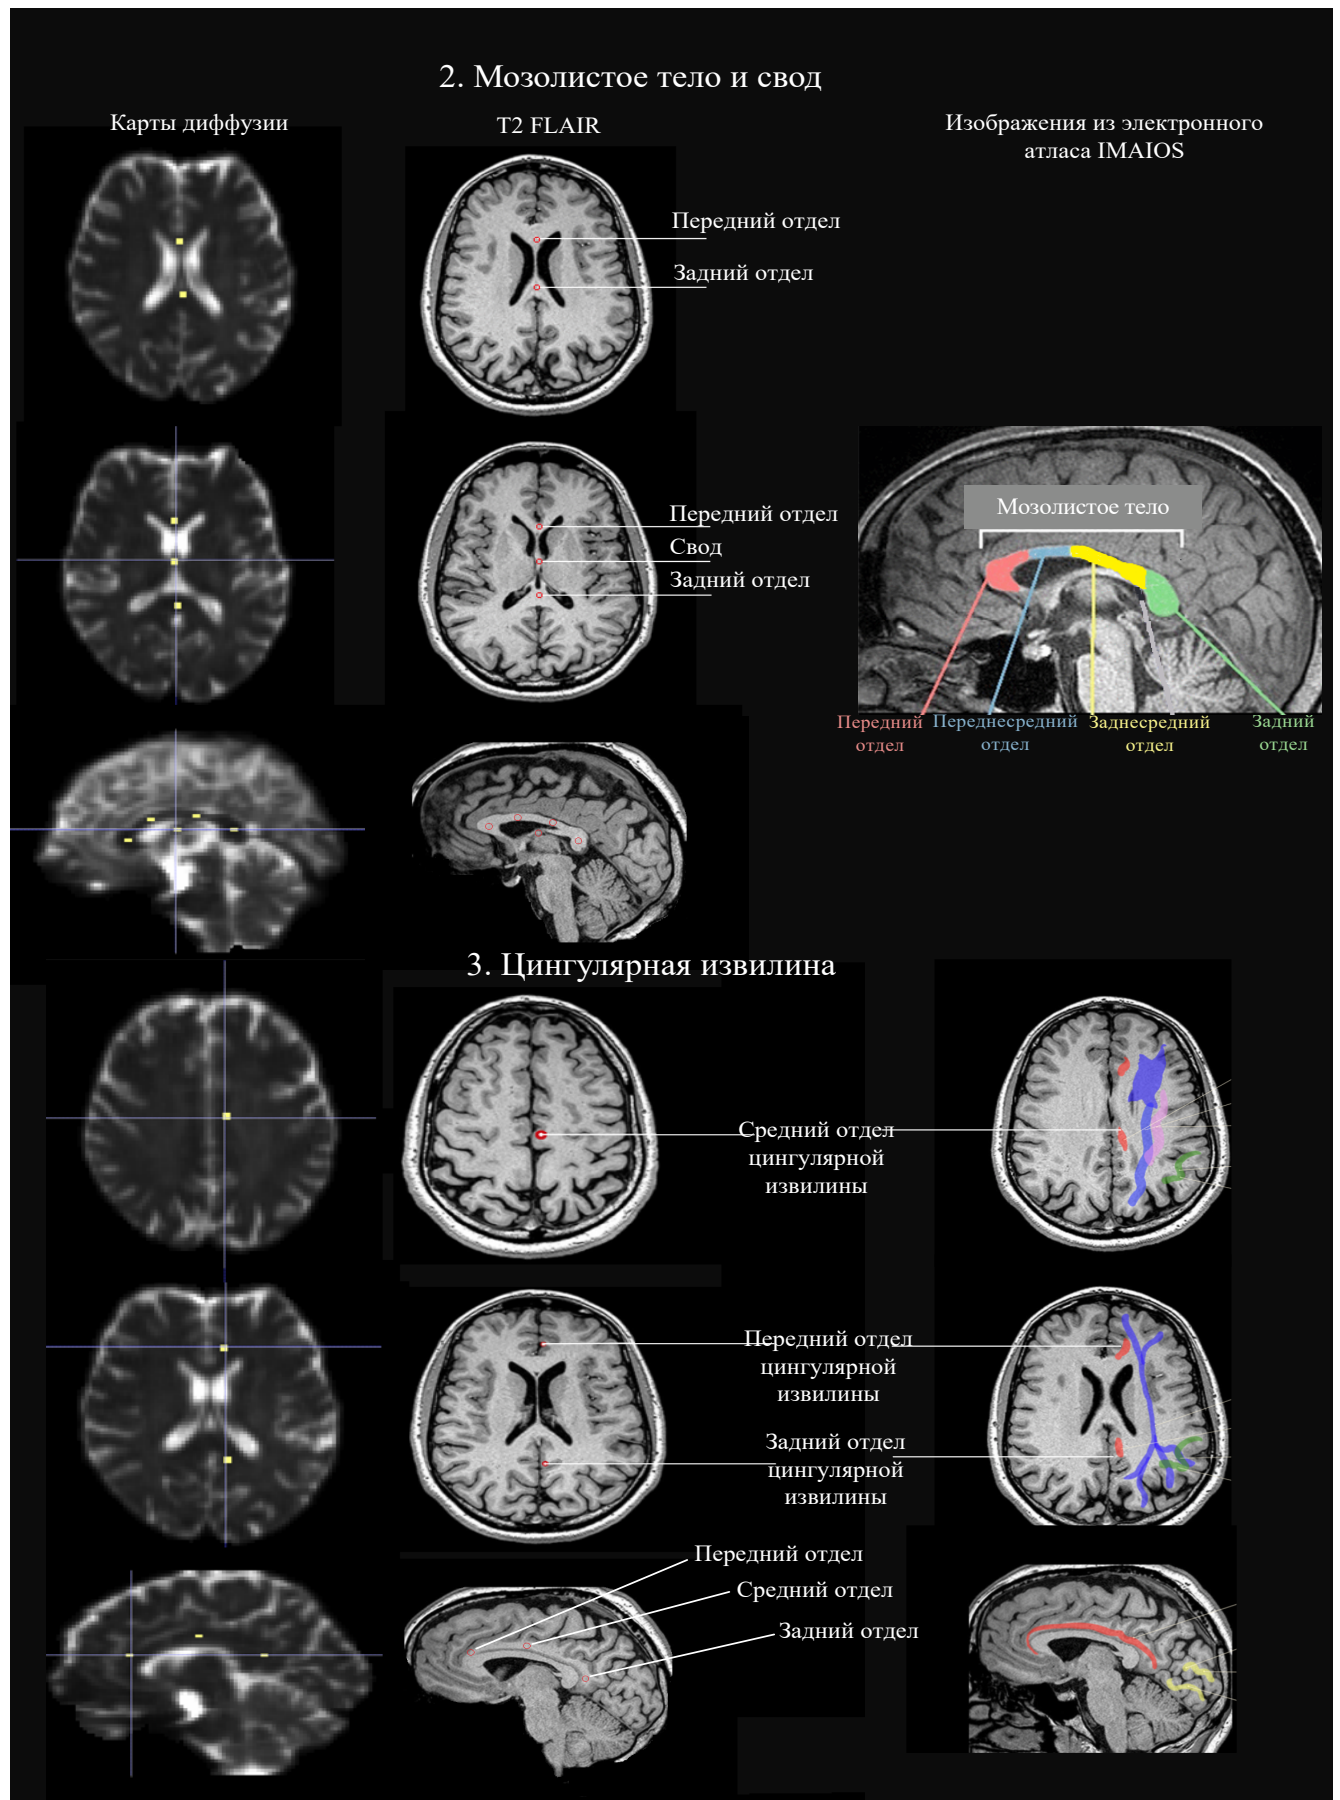 2. Мозолистое тело и свод
Карты диффузии
T2 FLAIR
Изображения из электронного
атласа IMAIOS
Передний отдел
Задний отдел
Передний отдел
Свод
Задний отдел
Мозолистое тело
Передний
отдел
Переднесредний
отдел
Заднесредний
отдел
Задний
отдел
3. Цингулярная извилина
Средний отдел
цингулярной
извилины
Передний отдел
цингулярной
извилины
Задний отдел
цингулярной
извилины
Передний отдел
Средний отдел
Задний отдел